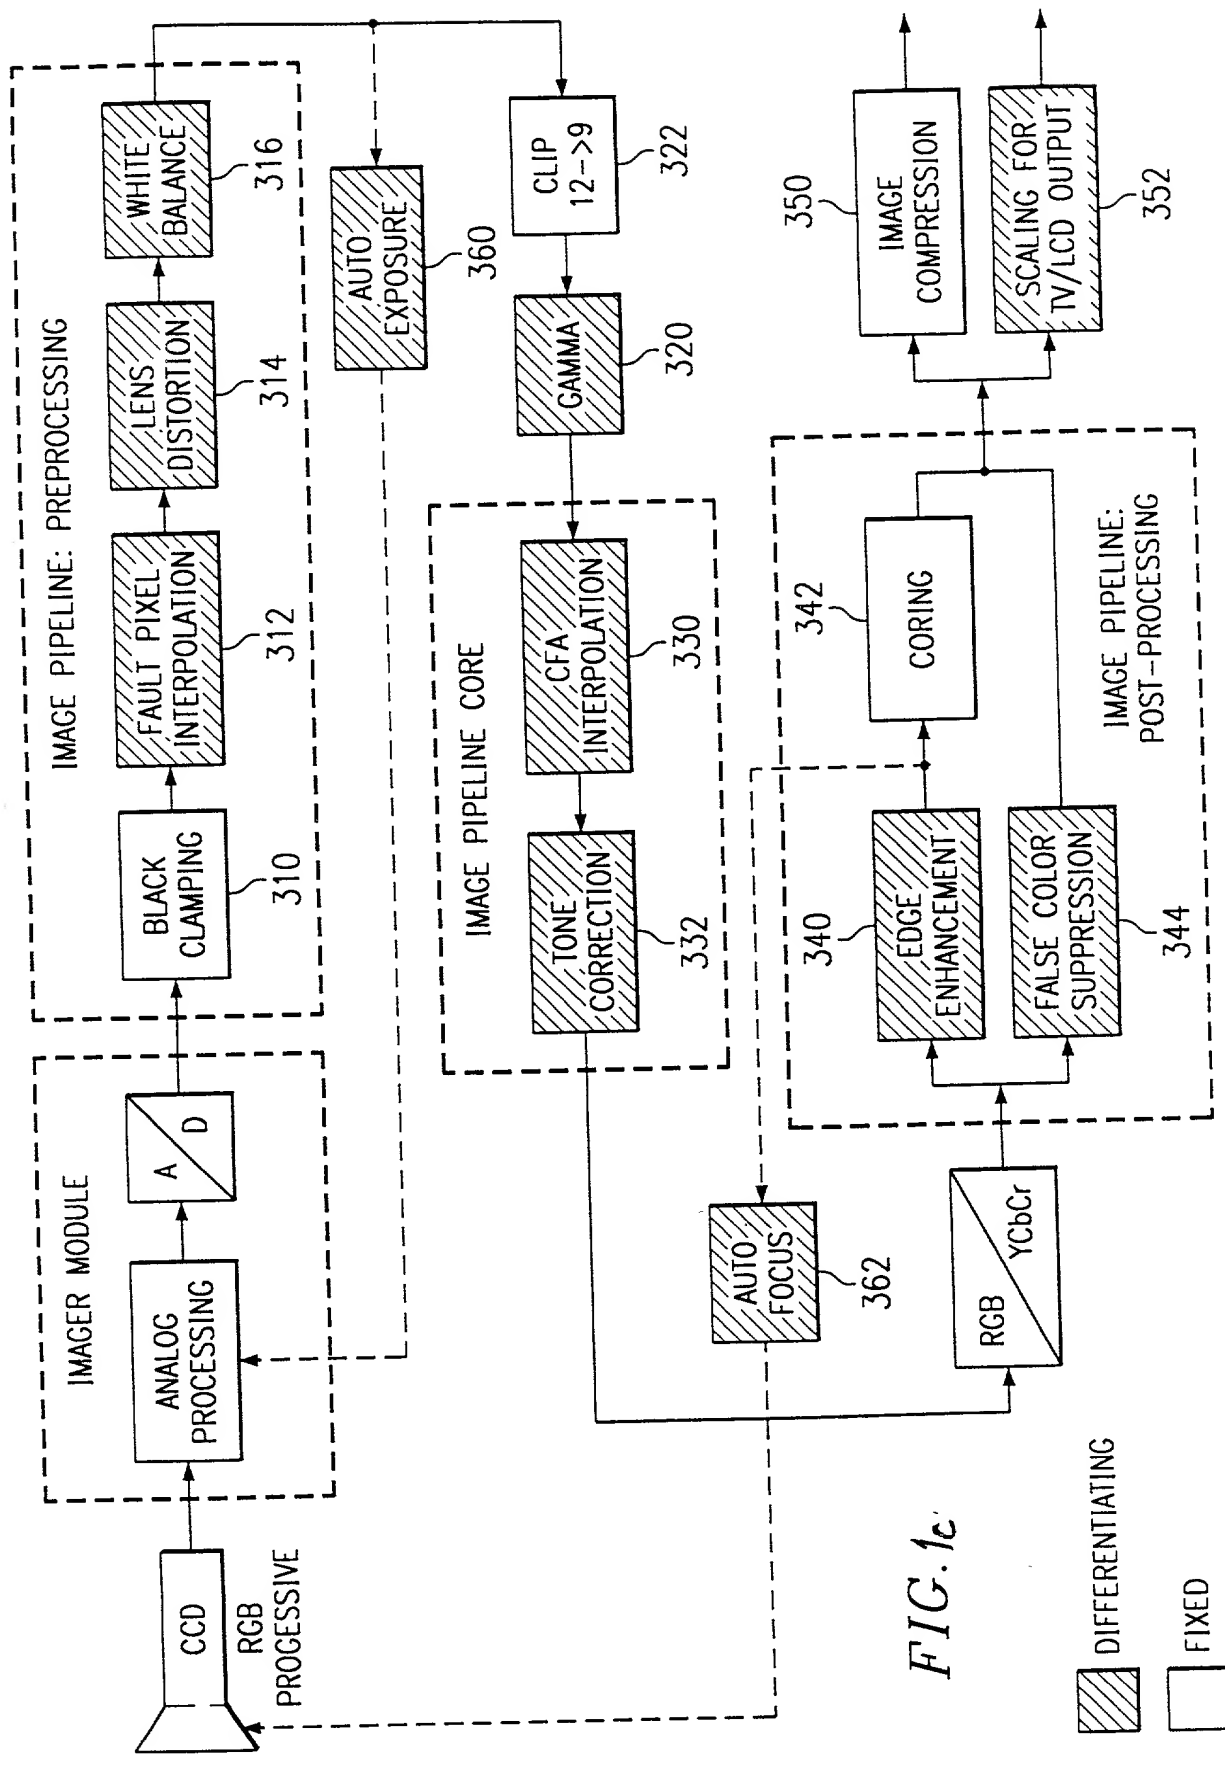 IMAGER MODULE
IMAGE PIPELINE: PREPROCESSING
CCD
RGB
PROGESSIVE
ANALOG
PROCESSING
A
D
BLACK
CLAMPING
310
FAULT PIXEL
INTERPOLATION
312
LENS
DISTORTION
314
WHITE
BALANCE
316
AUTO
EXPOSURE
360
IMAGE PIPELINE CORE
TONE
CORRECTION
332
CFA
INTERPOLATION
330
GAMMA
320
CLIP
12->9
322
AUTO
FOCUS
362
RGB
YCbCr
340
EDGE
ENHANCEMENT
FALSE COLOR
SUPPRESSION
344
342
CORING
IMAGE PIPELINE:
POST-PROCESSING
350
IMAGE
COMPRESSION
SCALING FOR
TV/LCD OUTPUT
352
FIG.1c
DIFFERENTIATING
FIXED